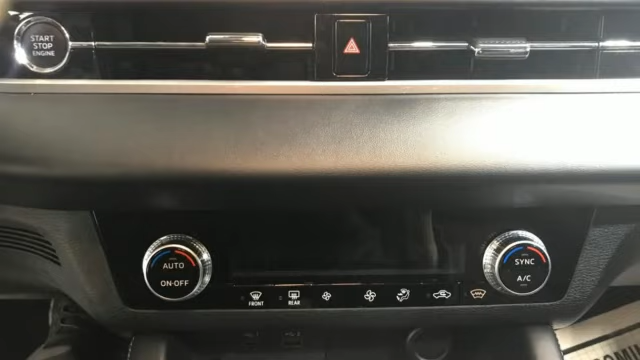 START
STOP
ENGINE
AUTO
ON·OFF
FRONT
REAR
SYNC
A/C